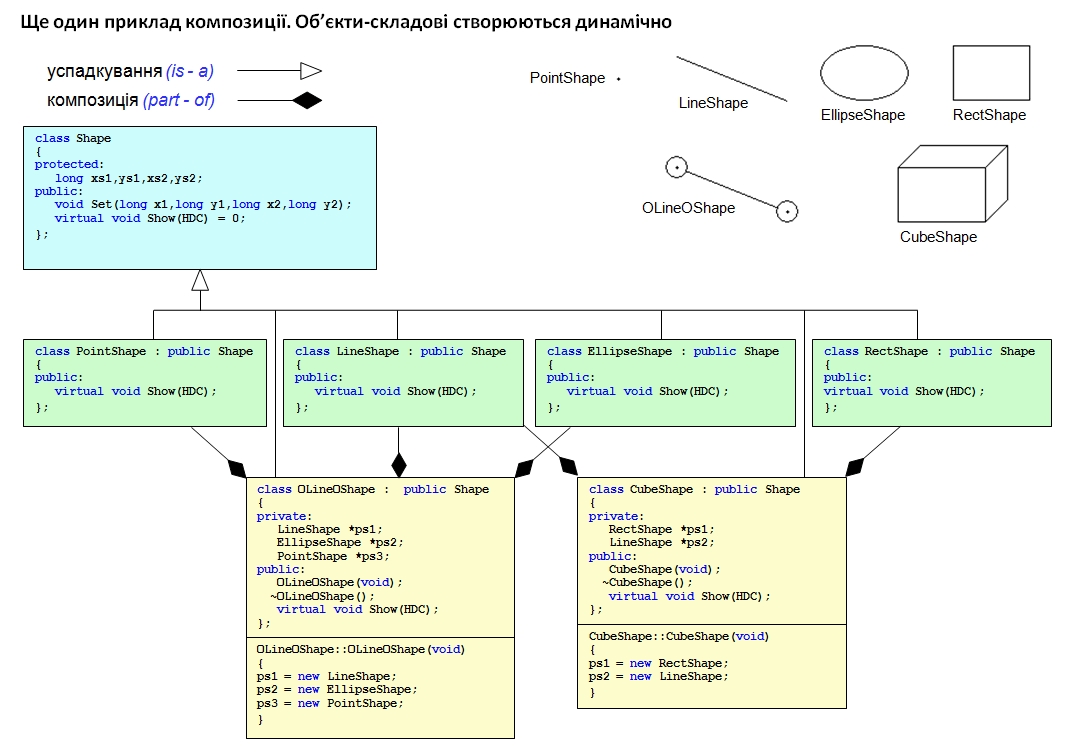 Ще один приклад композиції. Об’єкти-складові створюються динамічно
успадкування (is - a)
композиція (part - of)
PointShape
LineShape
EllipseShape
RectShape
OLineOShape
CubeShape
class Shape
{
protected:
long xs1,ys1,xs2,ys2;
public:
void Set(long x1,long y1,long x2,long y2);
virtual void Show(HDC) = 0;
};
class PointShape : public Shape
{
public:
virtual void Show(HDC);
};
class LineShape : public Shape
{
public:
virtual void Show(HDC);
};
class EllipseShape : public Shape
{
public:
virtual void Show(HDC);
};
class RectShape : public Shape
{
public:
virtual void Show(HDC);
};
class OLineOShape : public Shape
{
private:
LineShape *ps1;
EllipseShape *ps2;
PointShape *ps3;
public:
OLineOShape(void);
~OLineOShape();
virtual void Show(HDC);
};
OLineOShape::OLineOShape(void)
{
ps1 = new LineShape;
ps2 = new EllipseShape;
ps3 = new PointShape;
}
class CubeShape : public Shape
{
private:
RectShape *ps1;
LineShape *ps2;
public:
CubeShape(void);
~CubeShape();
virtual void Show(HDC);
};
CubeShape::CubeShape(void)
{
ps1 = new RectShape;
ps2 = new LineShape;
}